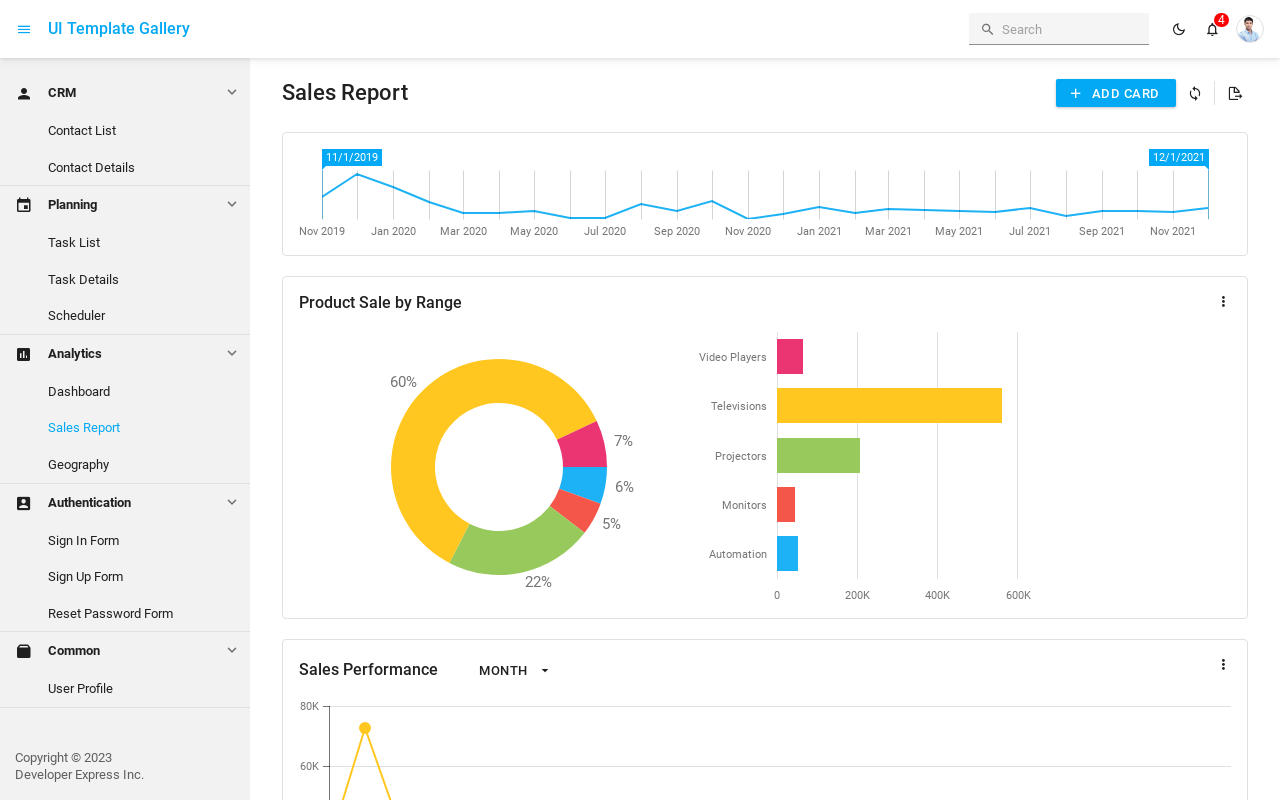 UI Template Gallery
Search
4
CRM
Contact List
Contact Details
Planning
Task List
Task Details
Scheduler
Analytics
Dashboard
Sales Report
Geography
Authentication
Sign In Form
Sign Up Form
Reset Password Form
Common
User Profile
Copyright © 2023
Developer Express Inc.
Sales Report
ADD CARD
11/1/2019 12/1/2021
Nov 2019 Jan 2020 Mar 2020 May 2020 Jul 2020 Sep 2020 Nov 2020 Jan 2021 Mar 2021 May 2021 Jul 2021 Sep 2021 Nov 2021
Product Sale by Range
60%
7%
6%
5%
22%
Video Players
Televisions
Projectors
Monitors
Automation
0 200K 400K 600K
Sales Performance MONTH
80K
60K